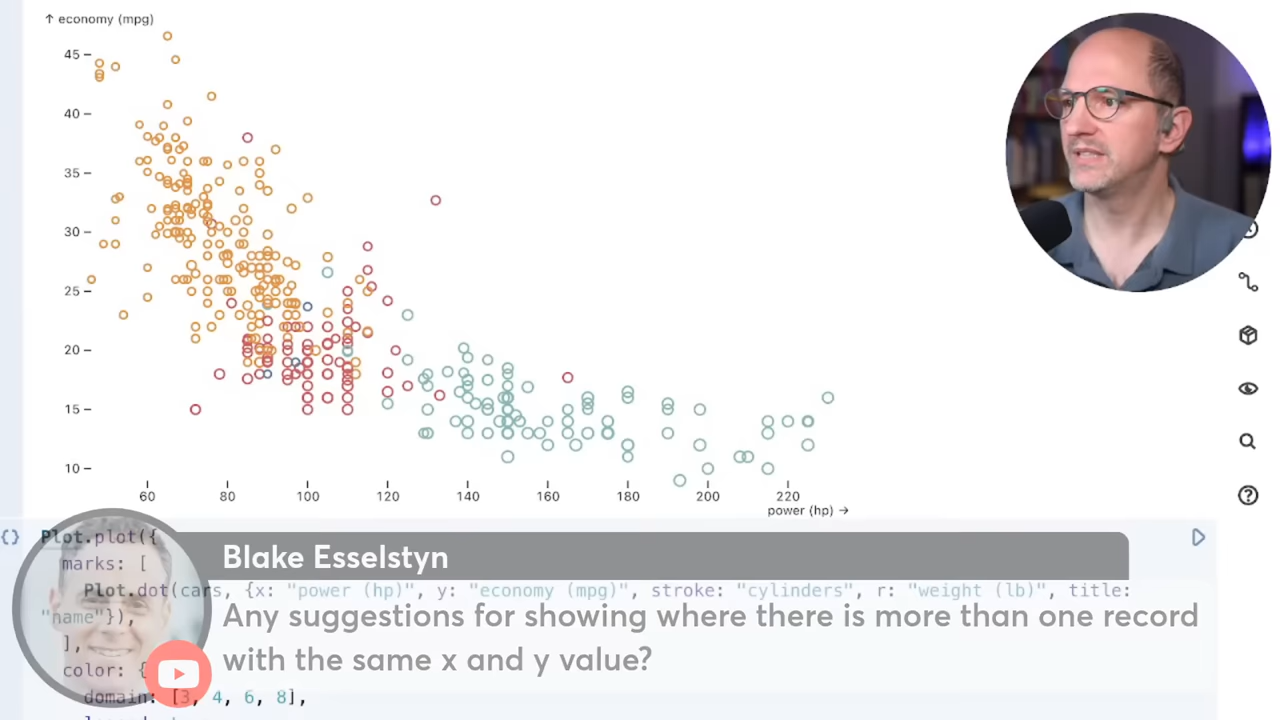 ↑ economy (mpg)
45
40
35
30
25
20
15
10
60 80 100 120 140 160 180 200 220
power (hp) →
{} Plot.plot({
marks: [
Plot.dot(cars, {x: "power (hp)", y: "economy (mpg)", stroke: "cylinders", r: "weight (lb)", title:
"name"}),
],
color: {
domain: [3, 4, 6, 8],
Blake Esselstyn
Any suggestions for showing where there is more than one record
with the same x and y value?